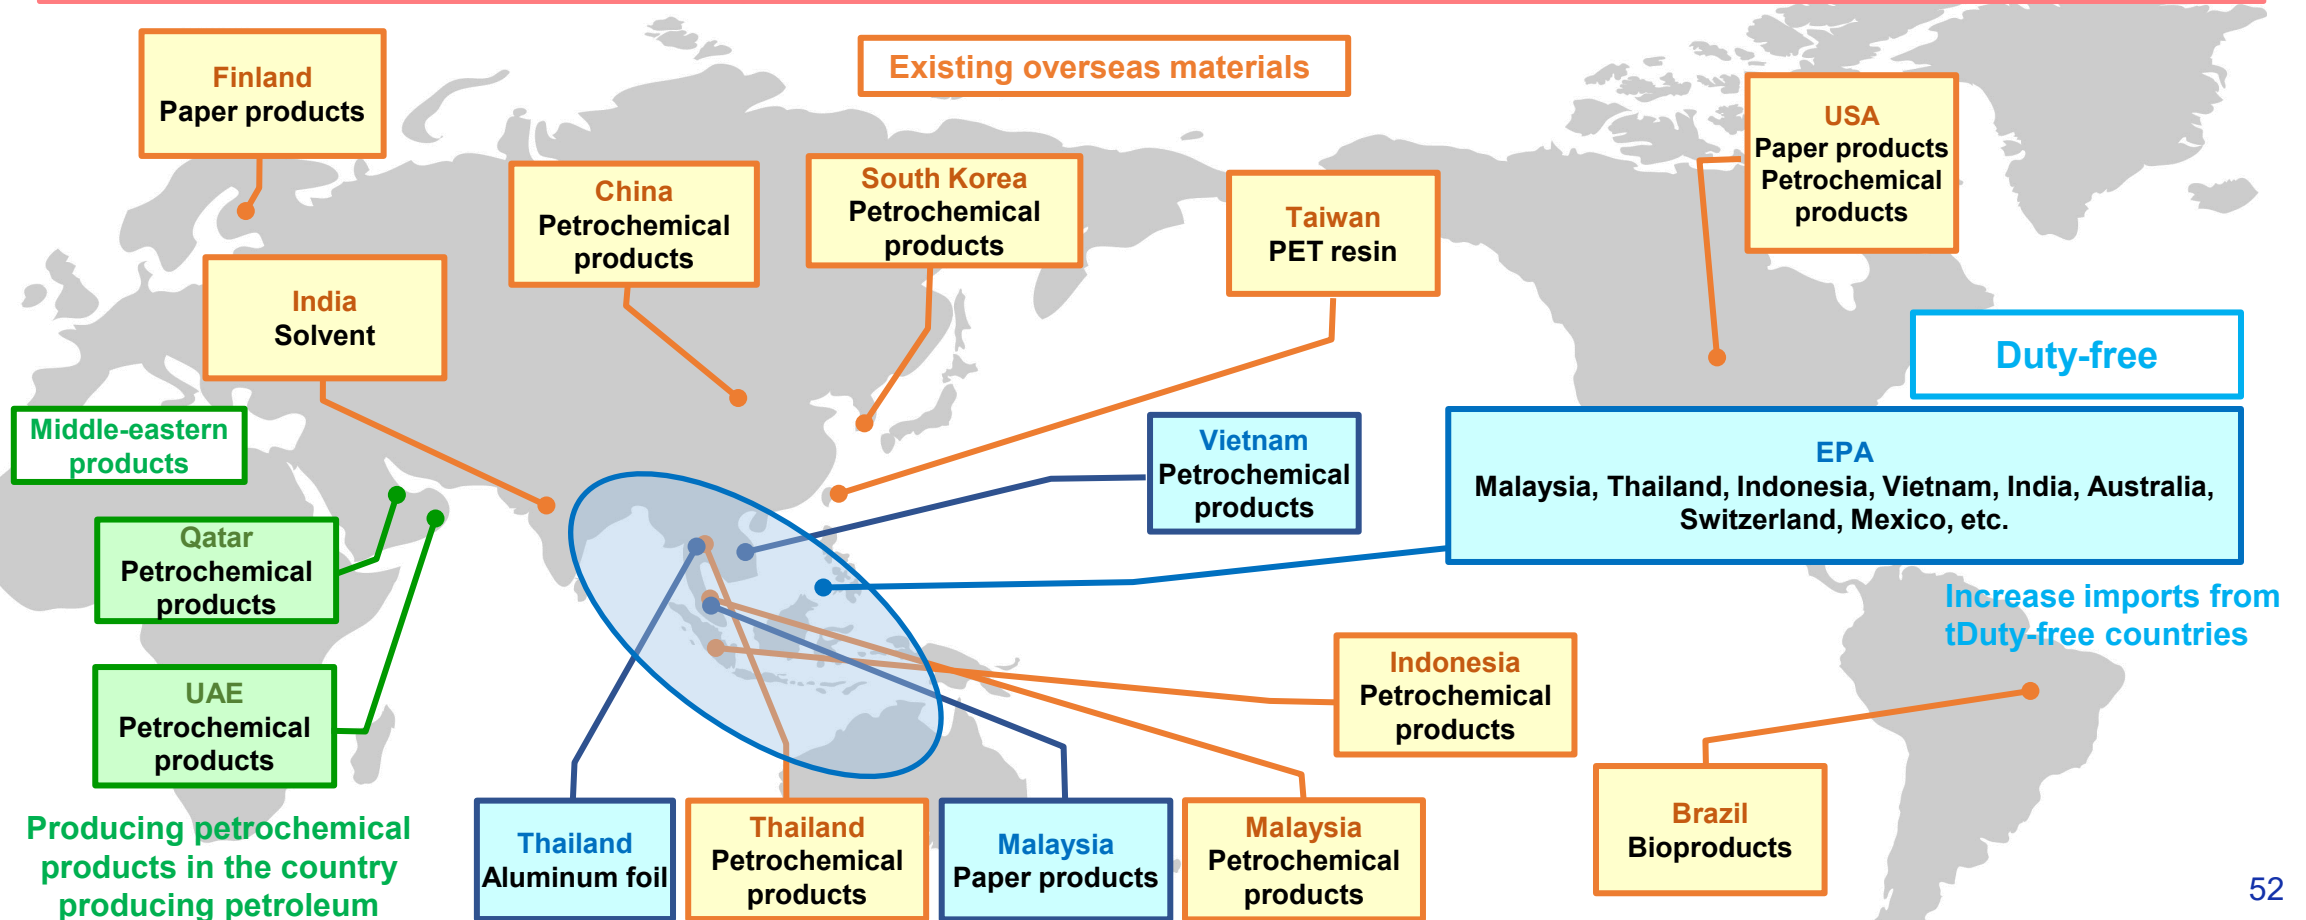 Existing overseas materials
Finland
Paper products
China
Petrochemical
products
South Korea
Petrochemical
products
Taiwan
PET resin
USA
Paper products
Petrochemical
products
India
Solvent
Duty-free
Middle-eastern
products
Vietnam
Petrochemical
products
EPA
Malaysia, Thailand, Indonesia, Vietnam, India, Australia,
Switzerland, Mexico, etc.
Qatar
Petrochemical
products
Increase imports from
tDuty-free countries
UAE
Petrochemical
products
Indonesia
Petrochemical
products
Producing petrochemical
products in the country
producing petroleum
Thailand
Aluminum foil
Thailand
Petrochemical
products
Malaysia
Paper products
Malaysia
Petrochemical
products
Brazil
Bioproducts
52